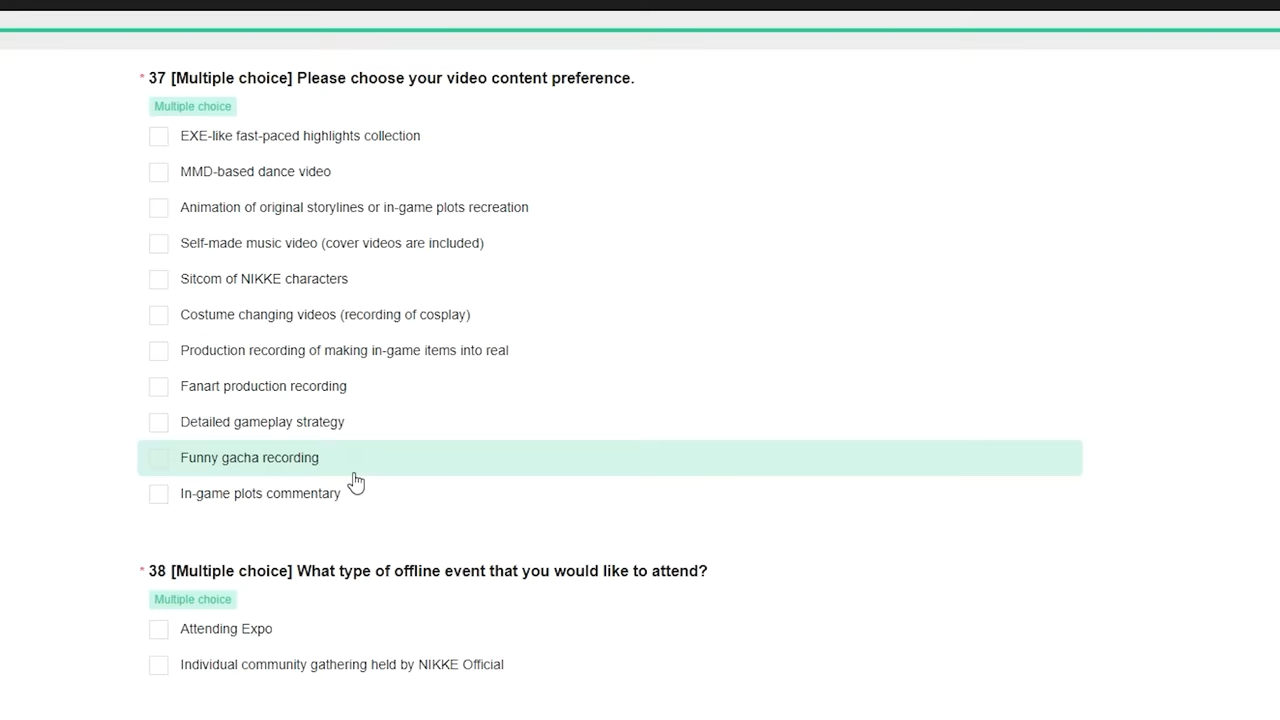 * 37 [Multiple choice] Please choose your video content preference.
Multiple choice
EXE-like fast-paced highlights collection
MMD-based dance video
Animation of original storylines or in-game plots recreation
Self-made music video (cover videos are included)
Sitcom of NIKKE characters
Costume changing videos (recording of cosplay)
Production recording of making in-game items into real
Fanart production recording
Detailed gameplay strategy
Funny gacha recording
In-game plots commentary
* 38 [Multiple choice] What type of offline event that you would like to attend?
Multiple choice
Attending Expo
Individual community gathering held by NIKKE Official